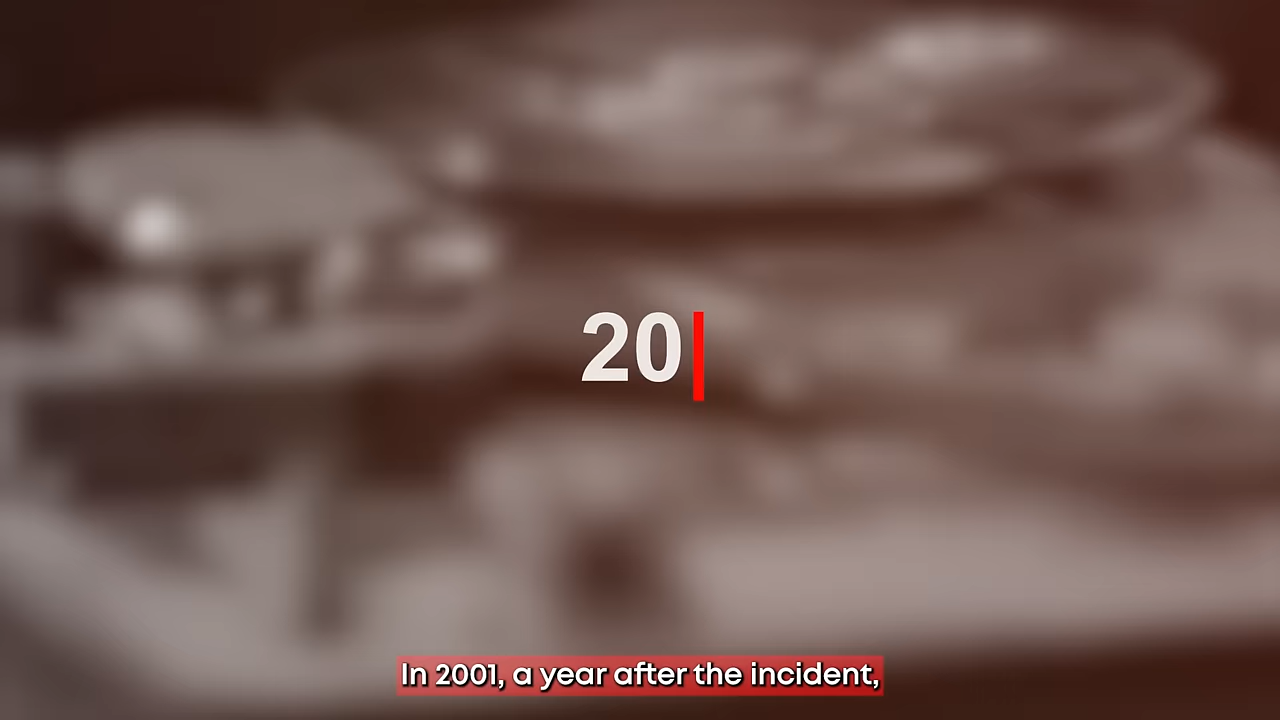 20
In 2001, a year after the incident,